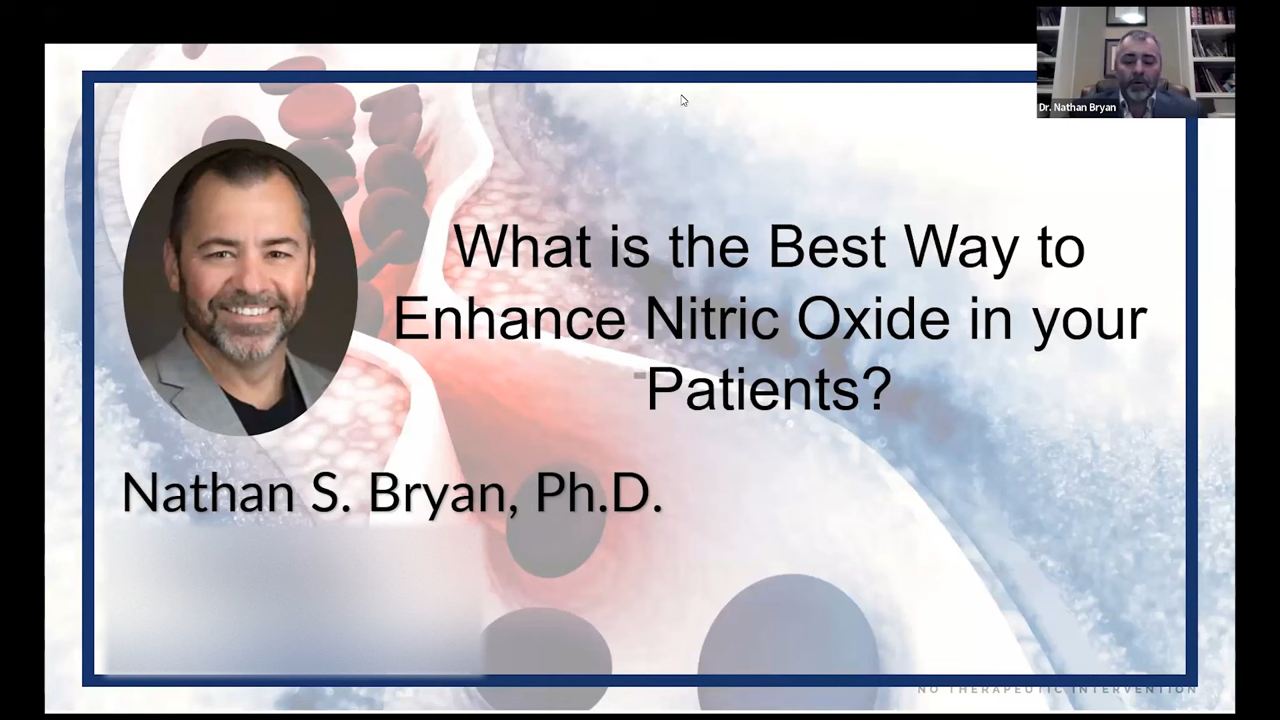 Dr. Nathan Bryan
What is the Best Way to
Enhance Nitric Oxide in your
Patients?
Nathan S. Bryan, Ph.D.
NO THERAPEUTIC INTERVENTION